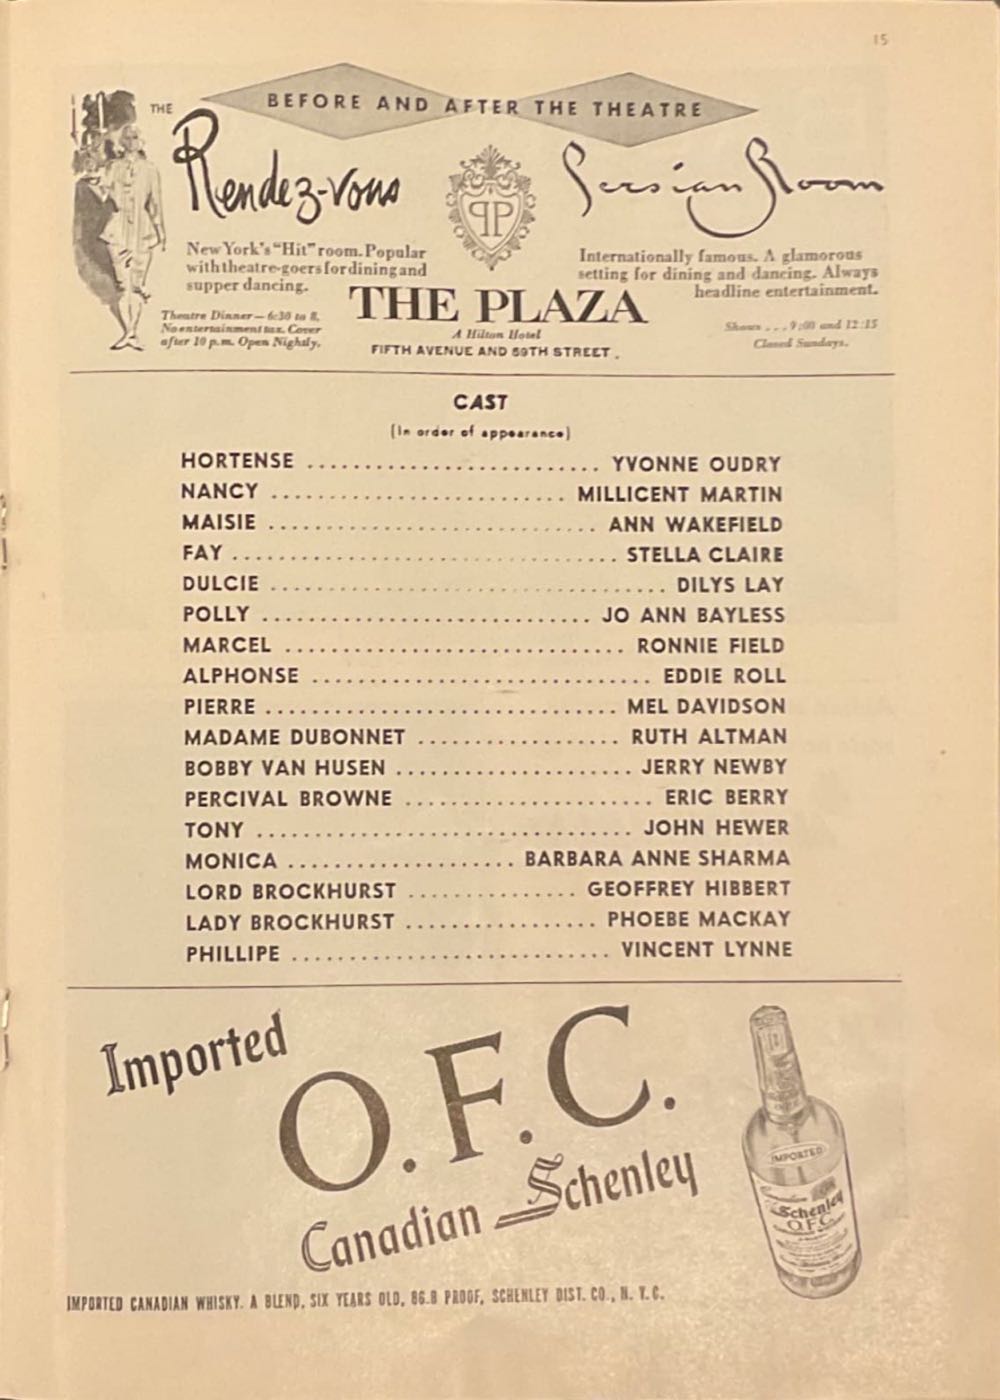 15
BEFORE AND AFTER THE THEATRE
THE
Rendez-vous
New York's "Hit" room. Popular
with theatre-goers for dining and
supper dancing.
Theatre Dinner — 6:30 to 8.
No entertainment tax. Cover
after 10 p.m. Open Nightly.
PP
Persian Room
Internationally famous. A glamorous
setting for dining and dancing. Always
headline entertainment.
Shows . . . 9:00 and 12:15
Closed Sundays.
THE PLAZA
A Hilton Hotel
FIFTH AVENUE AND 59TH STREET.
CAST
(In order of appearance)
HORTENSE ............................ YVONNE OUDRY
NANCY ............................ MILLICENT MARTIN
MAISIE ............................... ANN WAKEFIELD
FAY ..................................... STELLA CLAIRE
DULCIE ...................................... DILYS LAY
POLLY ................................ JO ANN BAYLESS
MARCEL ................................. RONNIE FIELD
ALPHONSE ................................. EDDIE ROLL
PIERRE .................................. MEL DAVIDSON
MADAME DUBONNET .................... RUTH ALTMAN
BOBBY VAN HUSEN ....................... JERRY NEWBY
PERCIVAL BROWNE ........................ ERIC BERRY
TONY .................................... JOHN HEWER
MONICA ...................... BARBARA ANNE SHARMA
LORD BROCKHURST ................ GEOFFREY HIBBERT
LADY BROCKHURST .................. PHOEBE MACKAY
PHILLIPE ............................... VINCENT LYNNE
Imported
O.F.C.
Canadian Schenley
IMPORTED
Canadian
Schenley
O.F.C.
IMPORTED CANADIAN WHISKY. A BLEND, SIX YEARS OLD, 86.8 PROOF, SCHENLEY DIST. CO., N. Y. C.